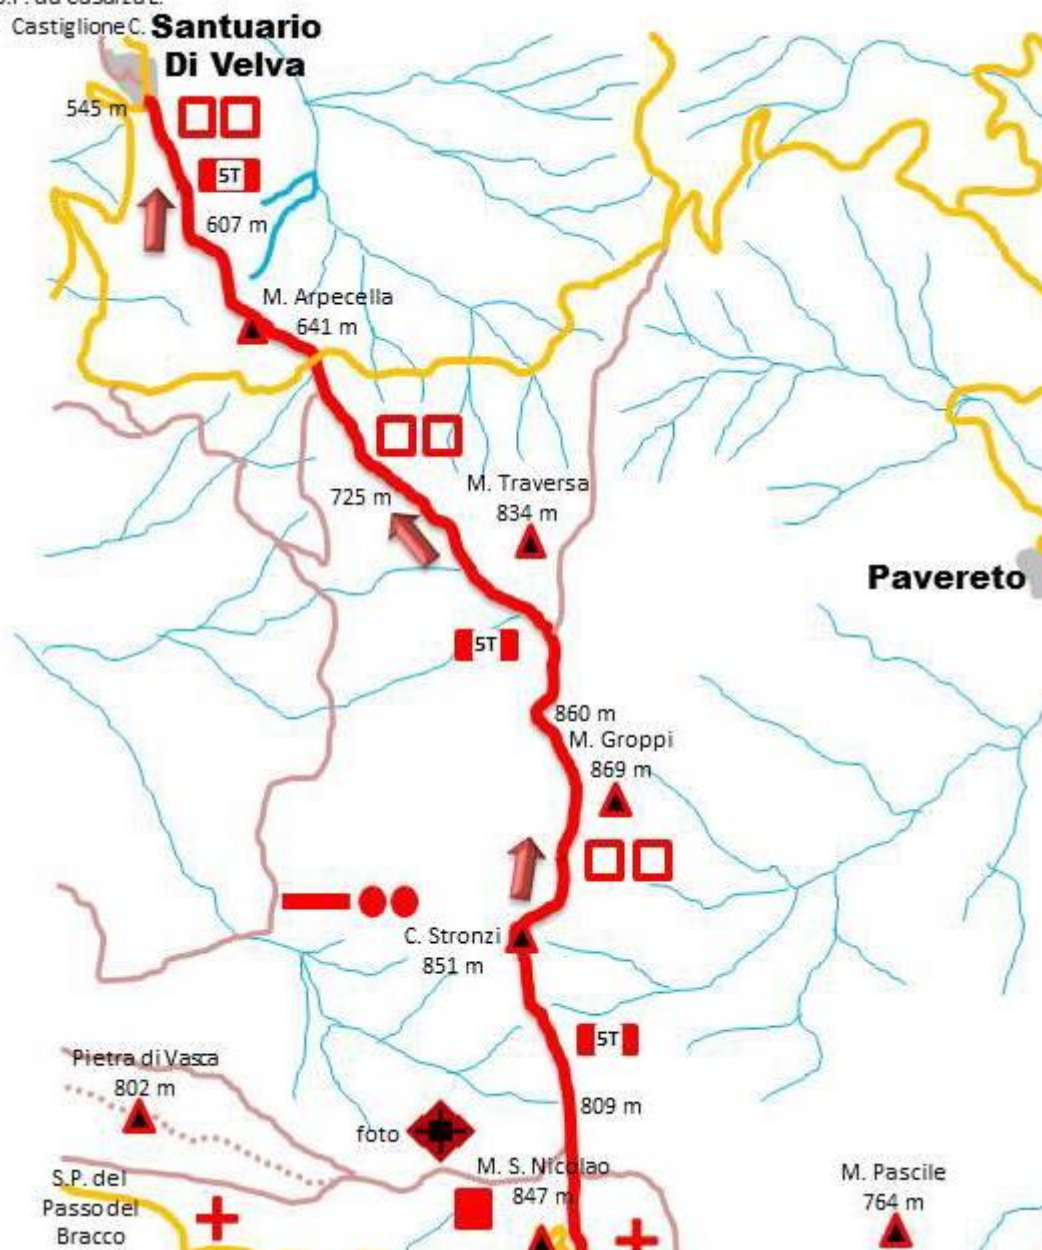 Castiglione C.
Santuario
Di Velva
545 m
5T
607 m
M. Arpecella
641 m
725 m
M. Traversa
834 m
Pavereto
5T
860 m
M. Groppi
869 m
C. Stronzi
851 m
5T
Pietra di Vasca
802 m
809 m
foto
M. S. Nicolao
847 m
S.P. del
Passo del
Bracco
M. Pascile
764 m